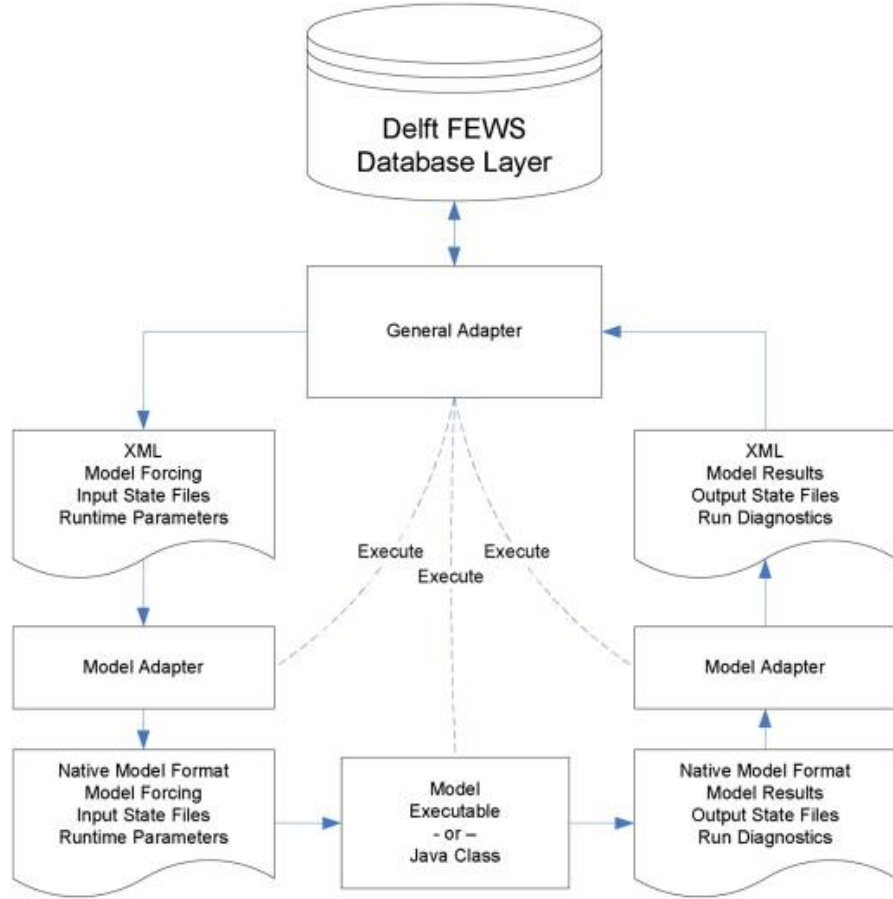 Delft FEWS
Database Layer
General Adapter
XML
Model Forcing
Input State Files
Runtime Parameters
XML
Model Results
Output State Files
Run Diagnostics
Execute
Execute
Execute
Model Adapter
Model Adapter
Native Model Format
Model Forcing
Input State Files
Runtime Parameters
Model
Executable
- or –
Java Class
Native Model Format
Model Results
Output State Files
Run Diagnostics